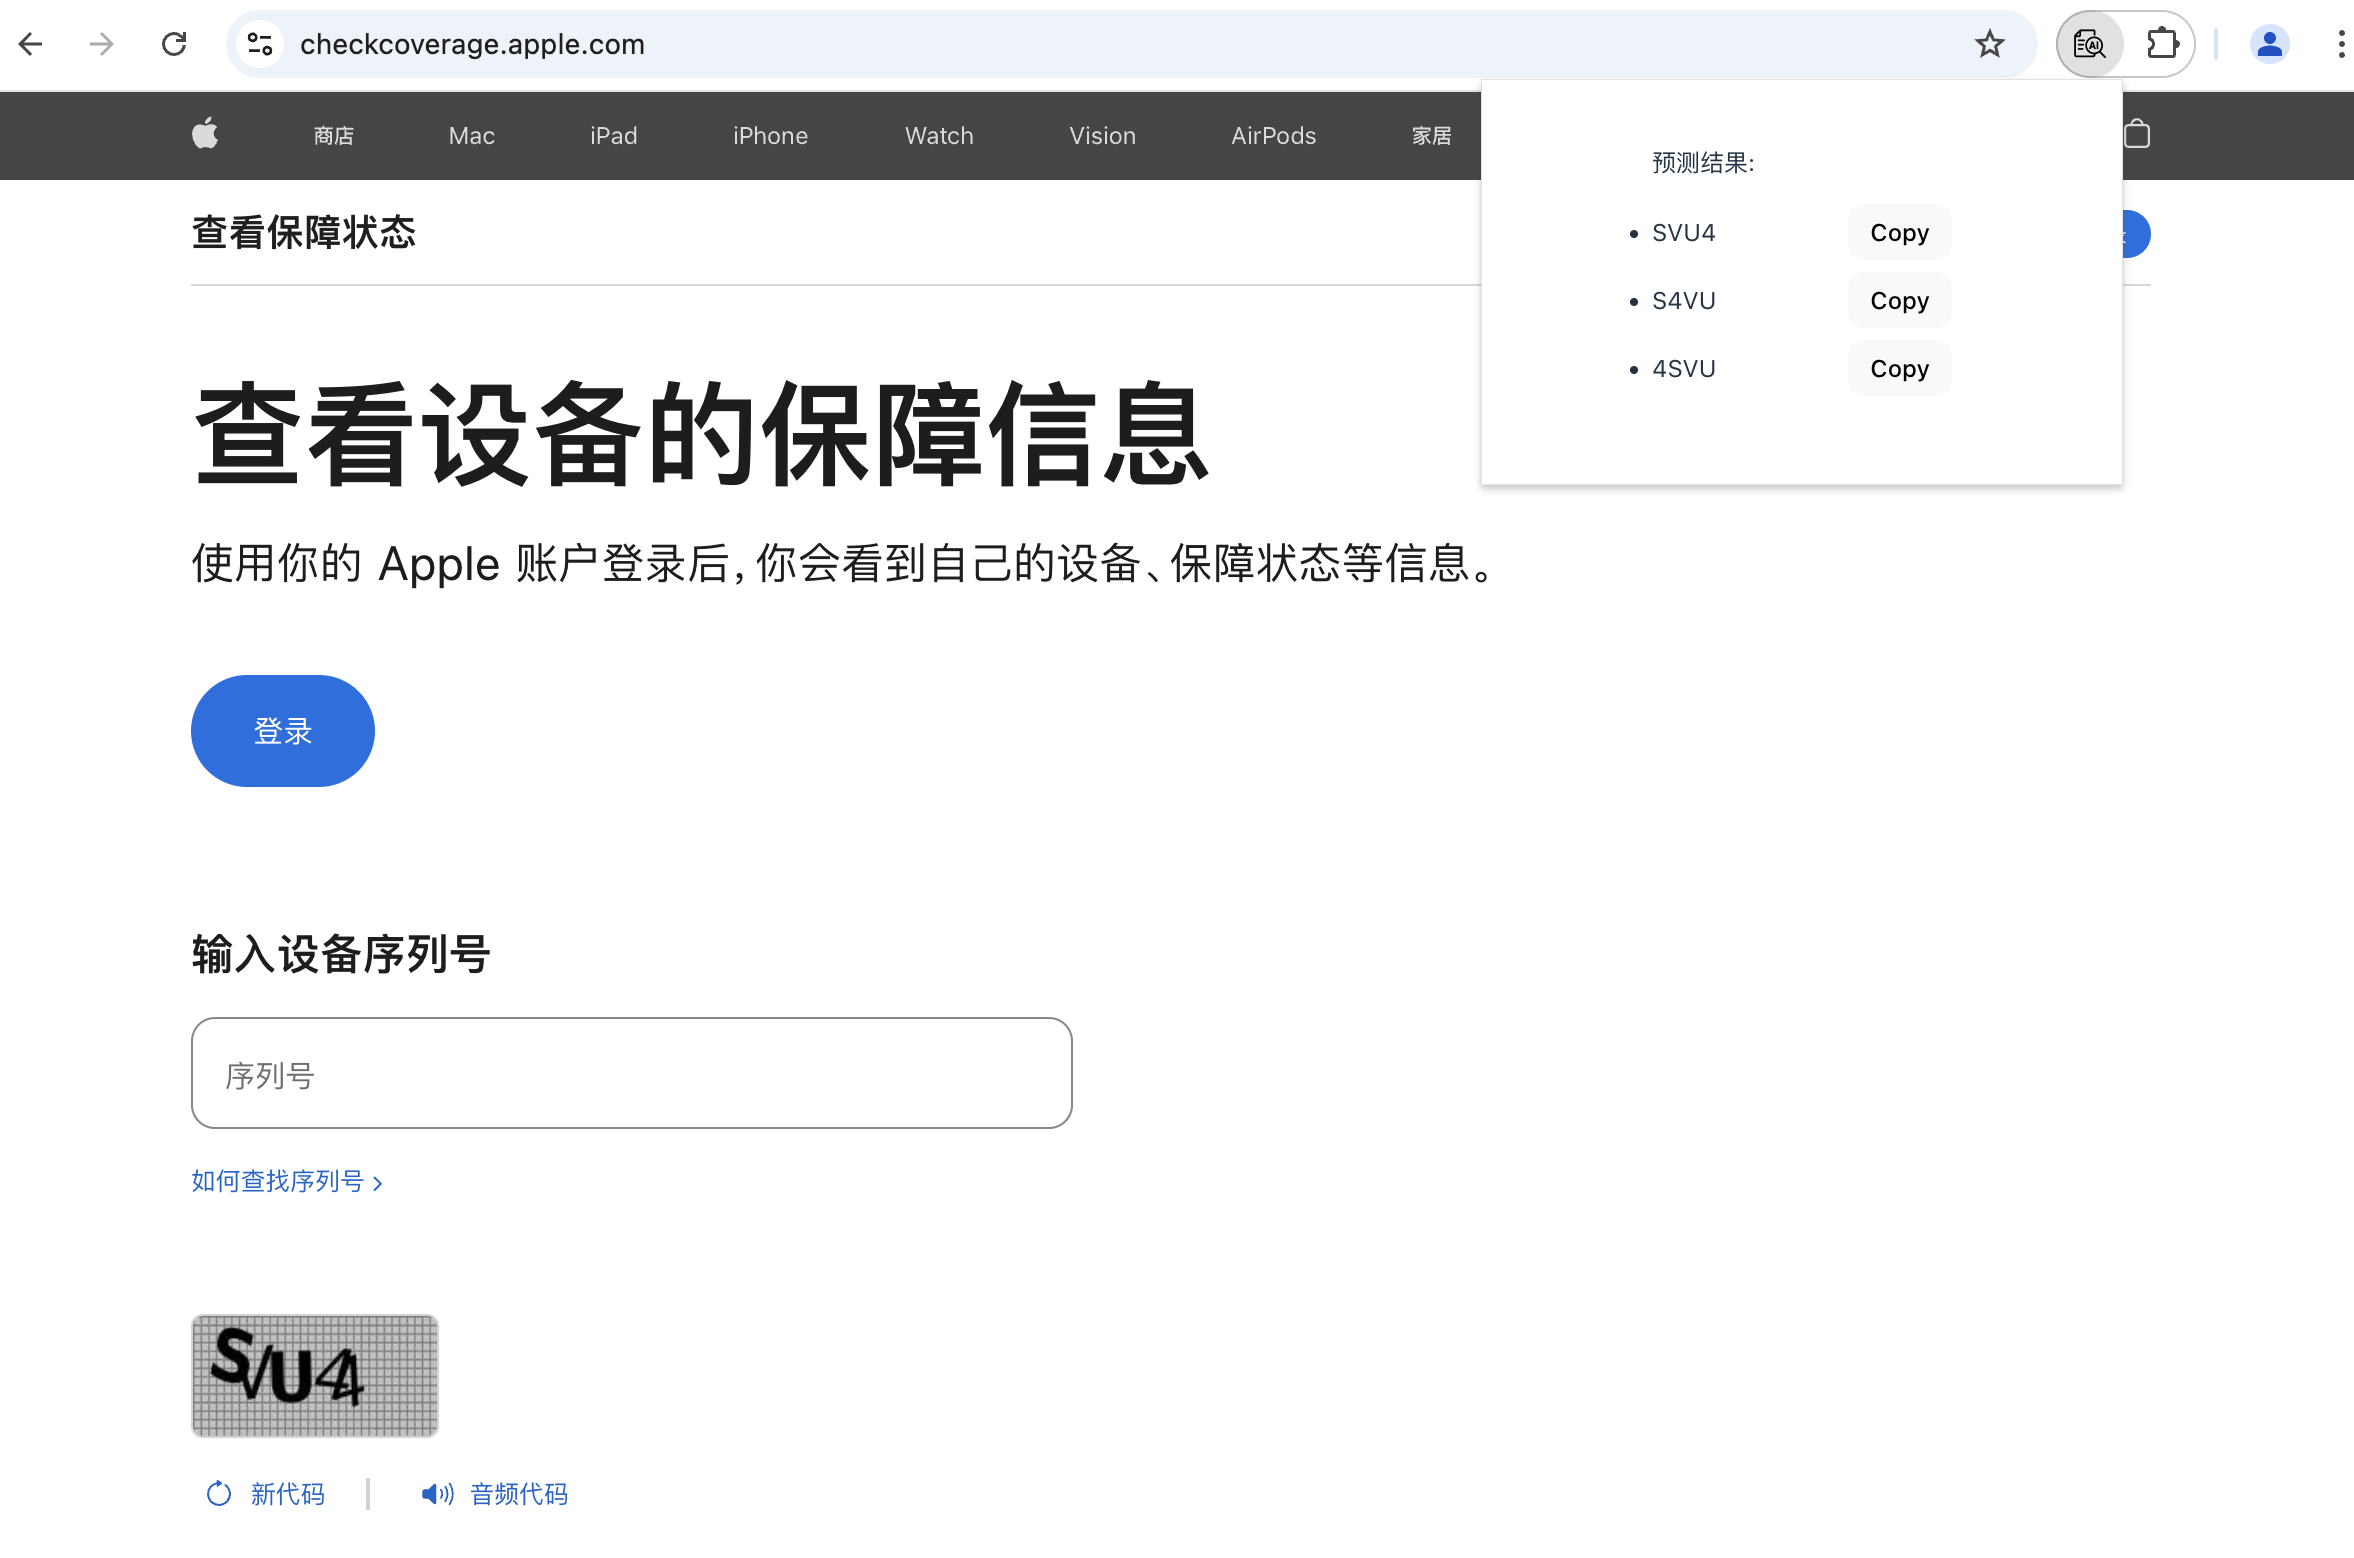 checkcoverage.apple.com
商店 Mac iPad iPhone Watch Vision AirPods 家居
预测结果:
SVU4 Copy
S4VU Copy
4SVU Copy
查看保障状态
查看设备的保障信息
使用你的 Apple 账户登录后，你会看到自己的设备、保障状态等信息。
登录
输入设备序列号
序列号
如何查找序列号 >
SVU4
新代码 | 音频代码